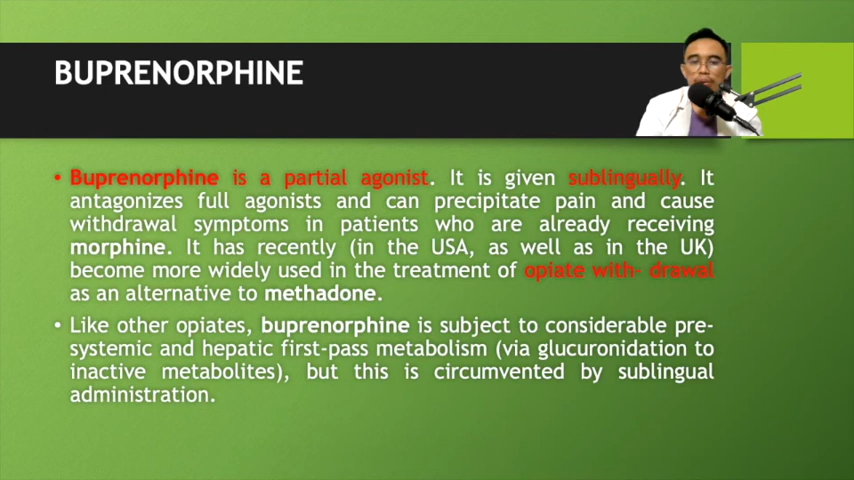 BUPRENORPHINE
• Buprenorphine is a partial agonist. It is given sublingually. It
antagonizes full agonists and can precipitate pain and cause
withdrawal symptoms in patients who are already receiving
morphine. It has recently (in the USA, as well as in the UK)
become more widely used in the treatment of opiate with- drawal
as an alternative to methadone.
• Like other opiates, buprenorphine is subject to considerable pre-
systemic and hepatic first-pass metabolism (via glucuronidation to
inactive metabolites), but this is circumvented by sublingual
administration.